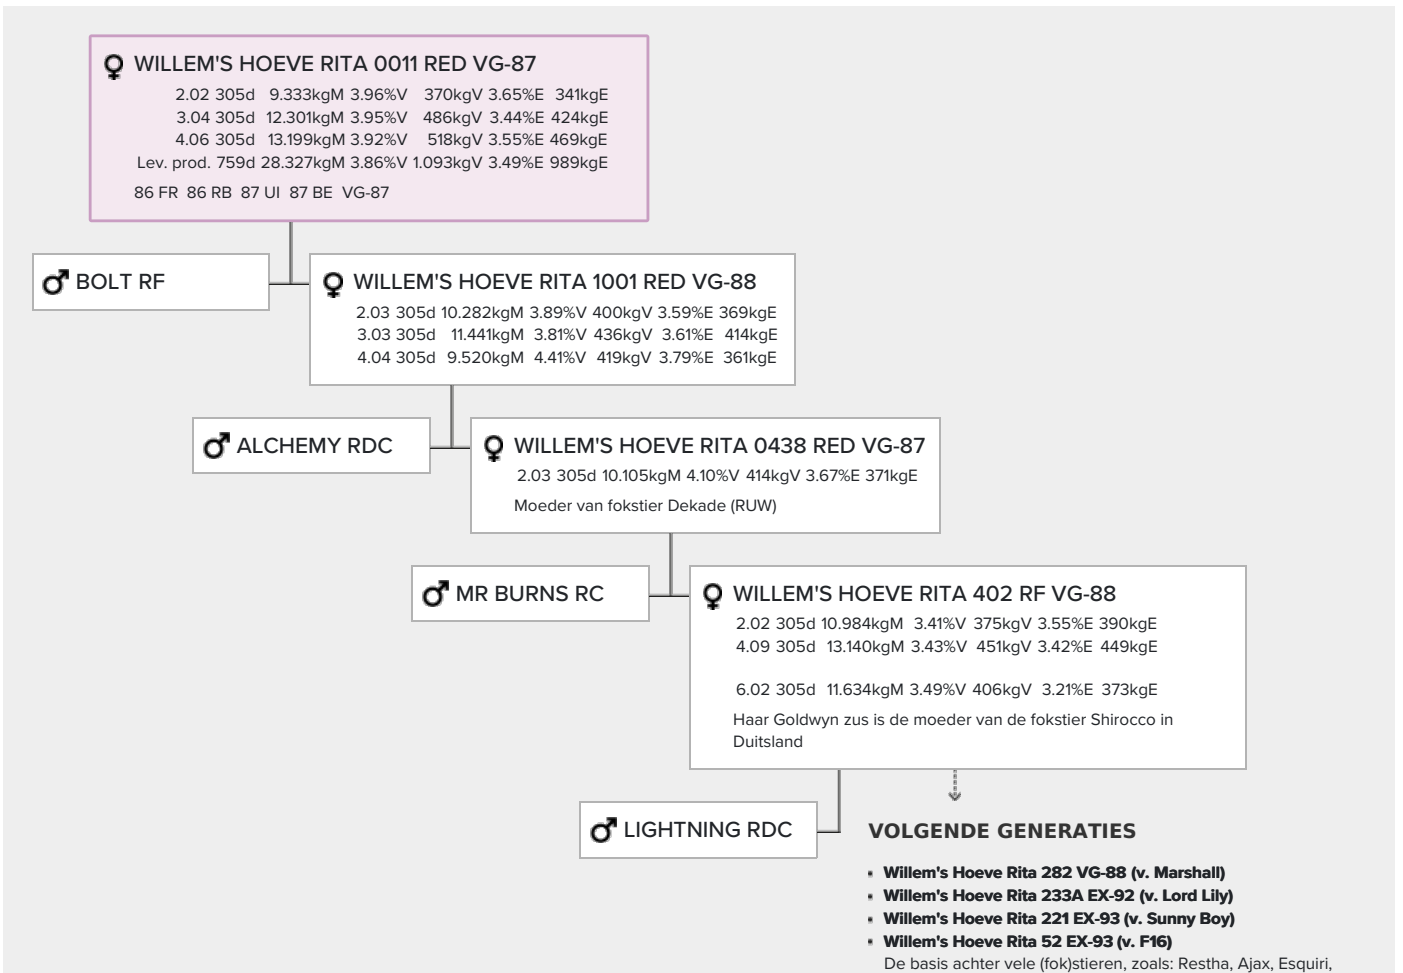 WILLEM'S HOEVE RITA 0011 RED VG-87
2.02 305d 9.333kgM 3.96%V 370kgV 3.65%E 341kgE
3.04 305d 12.301kgM 3.95%V 486kgV 3.44%E 424kgE
4.06 305d 13.199kgM 3.92%V 518kgV 3.55%E 469kgE
Lev. prod. 759d 28.327kgM 3.86%V 1.093kgV 3.49%E 989kgE
86 FR 86 RB 87 UI 87 BE VG-87
BOLT RF
WILLEM'S HOEVE RITA 1001 RED VG-88
2.03 305d 10.282kgM 3.89%V 400kgV 3.59%E 369kgE
3.03 305d 11.441kgM 3.81%V 436kgV 3.61%E 414kgE
4.04 305d 9.520kgM 4.41%V 419kgV 3.79%E 361kgE
ALCHEMY RDC
WILLEM'S HOEVE RITA 0438 RED VG-87
2.03 305d 10.105kgM 4.10%V 414kgV 3.67%E 371kgE
Moeder van fokstier Dekade (RUW)
MR BURNS RC
WILLEM'S HOEVE RITA 402 RF VG-88
2.02 305d 10.984kgM 3.41%V 375kgV 3.55%E 390kgE
4.09 305d 13.140kgM 3.43%V 451kgV 3.42%E 449kgE
6.02 305d 11.634kgM 3.49%V 406kgV 3.21%E 373kgE
Haar Goldwyn zus is de moeder van de fokstier Shirocco in
Duitsland
LIGHTNING RDC
VOLGENDE GENERATIES
Willem's Hoeve Rita 282 VG-88 (v. Marshall)
Willem's Hoeve Rita 233A EX-92 (v. Lord Lily)
Willem's Hoeve Rita 221 EX-93 (v. Sunny Boy)
Willem's Hoeve Rita 52 EX-93 (v. F16)
De basis achter vele (fok)stieren, zoals: Restha, Ajax, Esquiri,